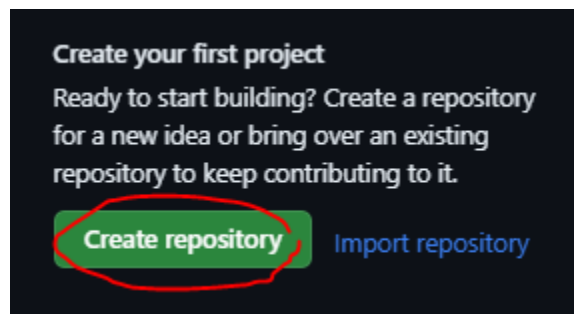 Create your first project
Ready to start building? Create a repository
for a new idea or bring over an existing
repository to keep contributing to it.
Create repository
Import repository